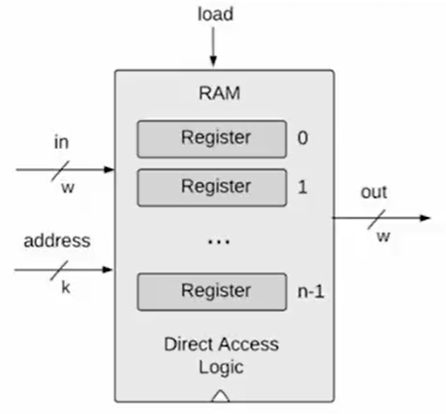 load
RAM
Register 0
in
Register 1
w
out
address
...
w
k
Register n-1
Direct Access
Logic